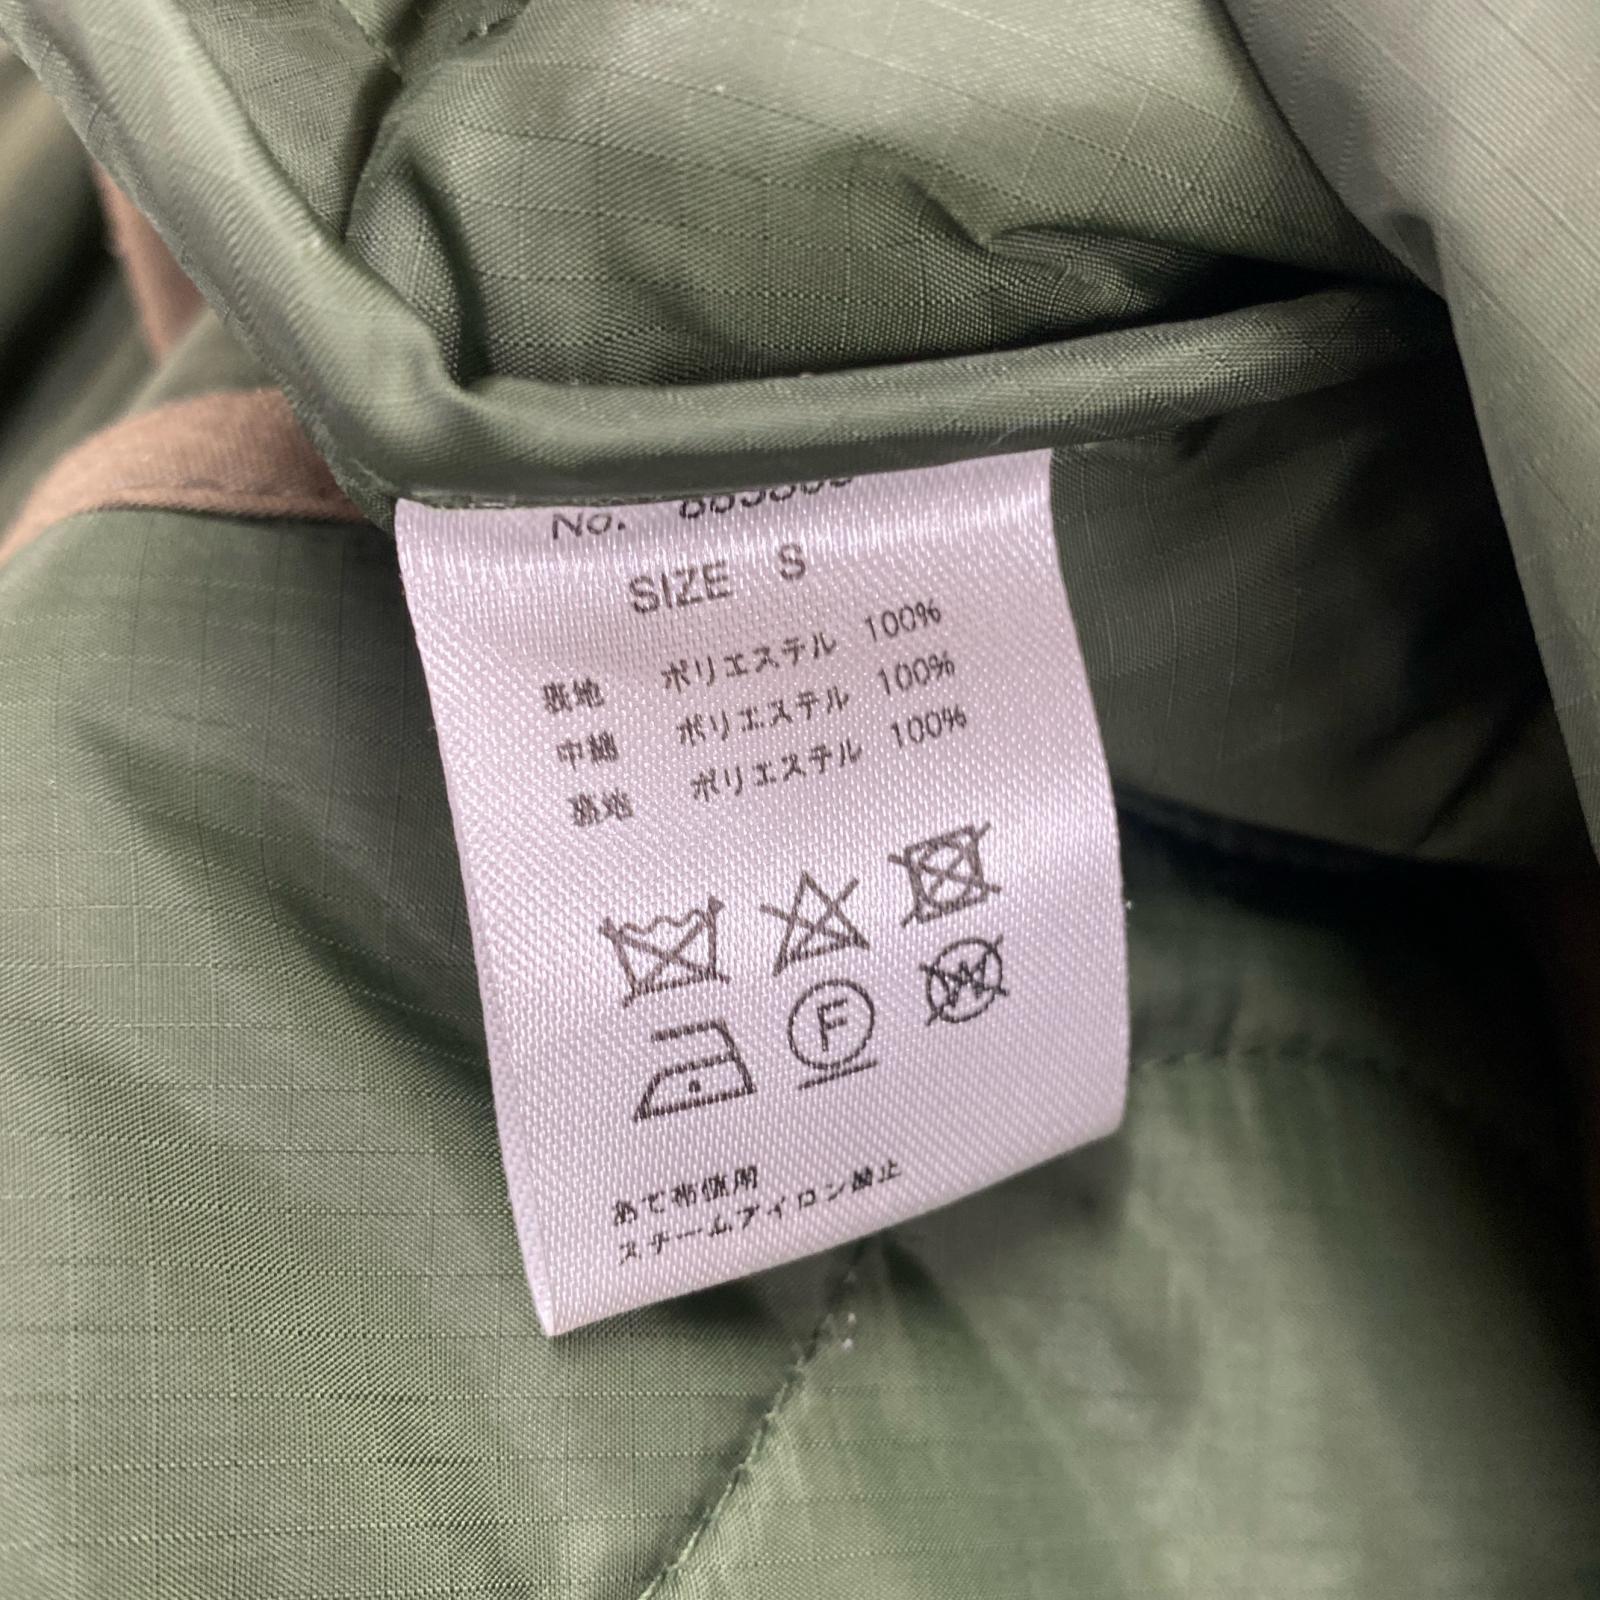 No.
SIZE S
表地 ポリエステル 100%
中綿 ポリエステル 100%
裏地 ポリエステル 100%
F
W
あて布使用
スチームアイロン禁止